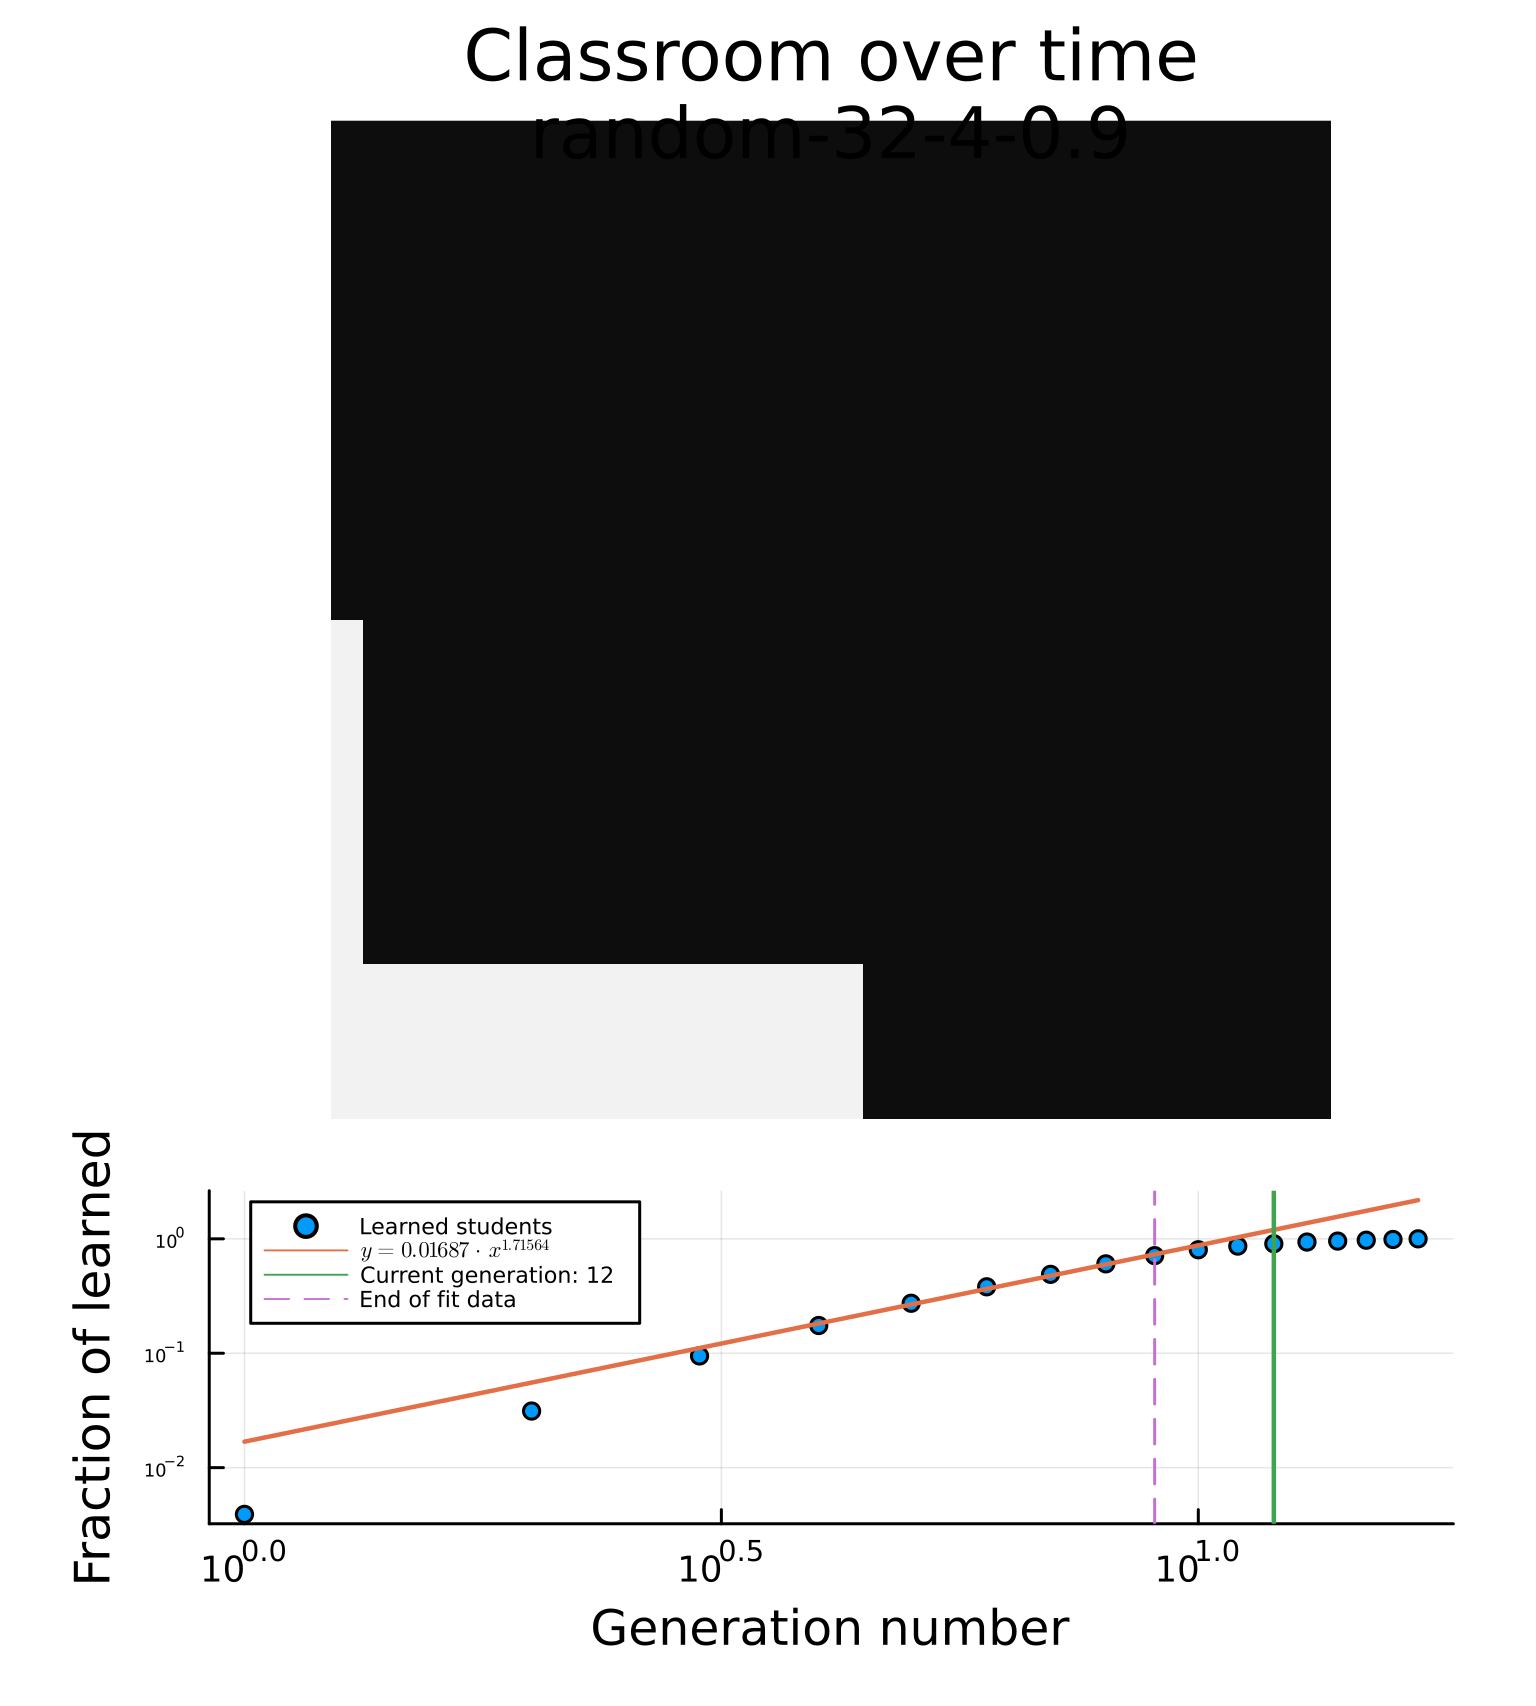 Classroom over time
random-32-4-0.9
Fraction of learned
10^0
10^−1
10^−2
Learned students
y = 0.01687 · x^1.71564
Current generation: 12
End of fit data
10^0.0
10^0.5
10^1.0
Generation number